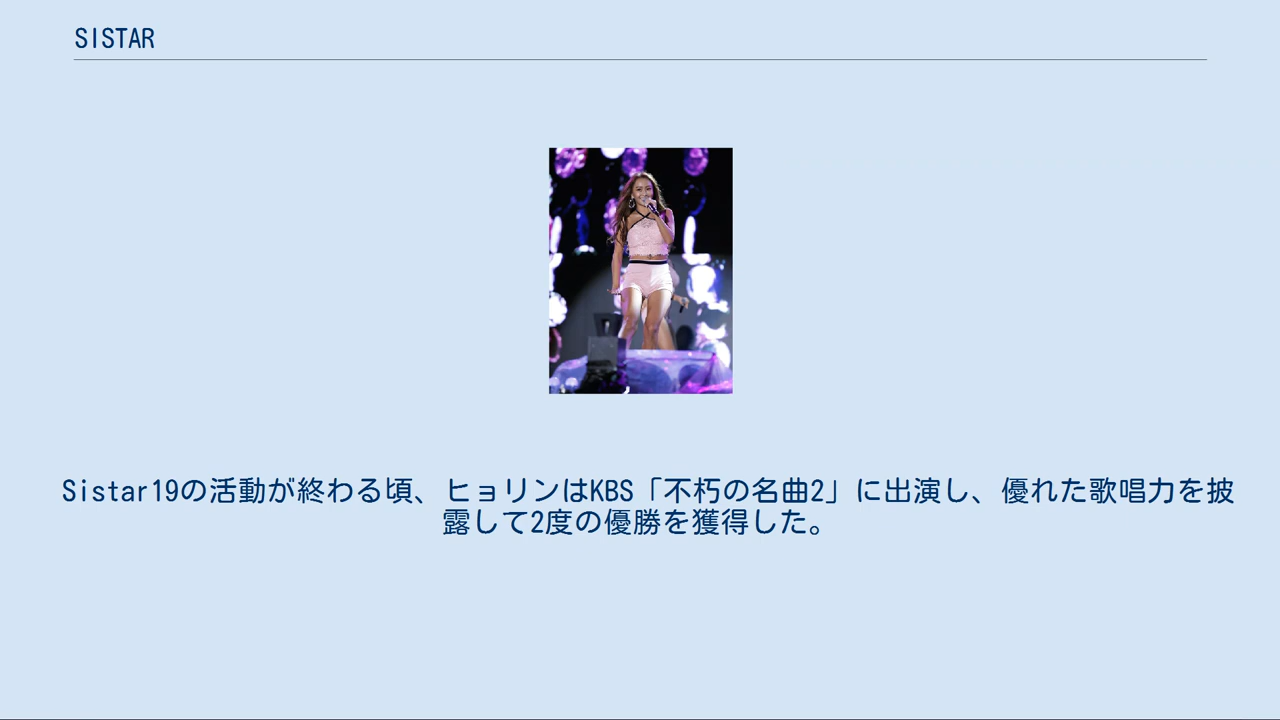 SISTAR
Sistar19の活動が終わる頃、ヒョリンはKBS「不朽の名曲2」に出演し、優れた歌唱力を披
露して2度の優勝を獲得した。